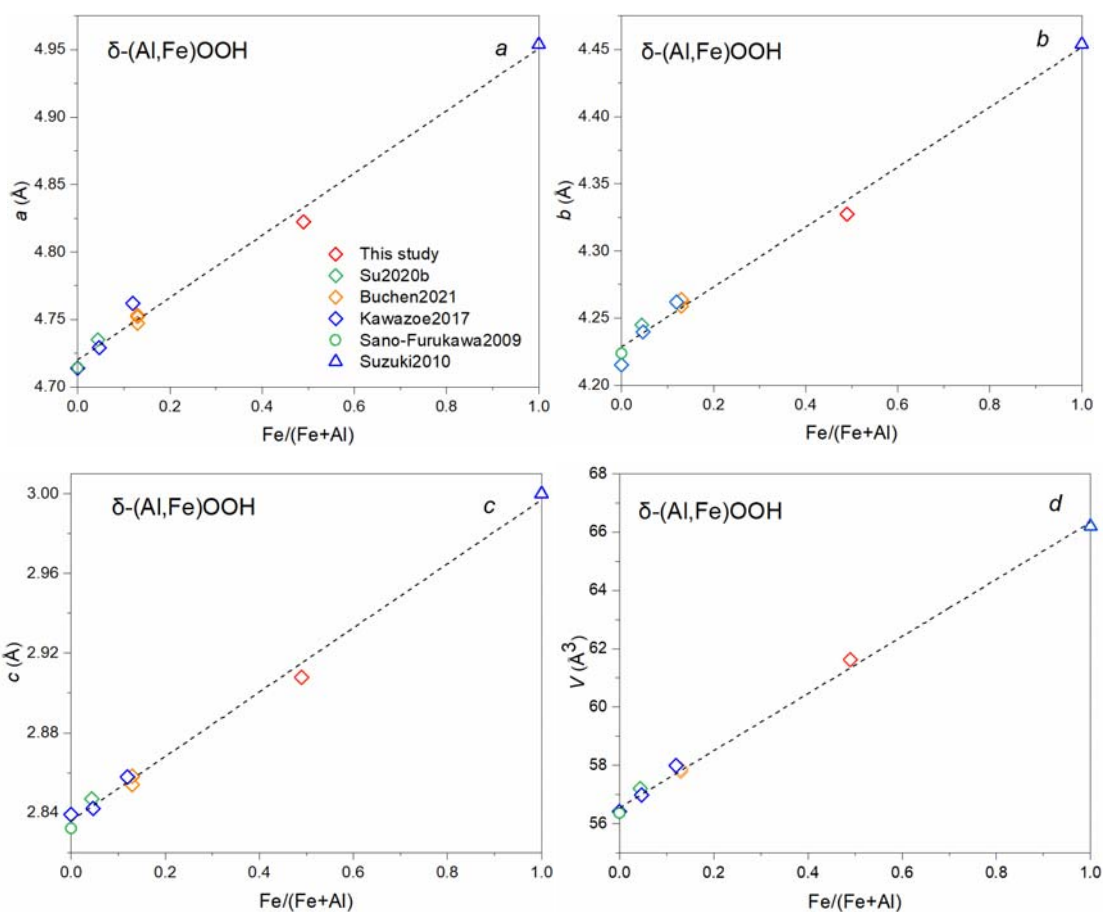 δ-(Al,Fe)OOH
a
4.95
4.90
4.85
4.80
4.75
4.70
a (Å)
This study
Su2020b
Buchen2021
Kawazoe2017
Sano-Furukawa2009
Suzuki2010
0.0 0.2 0.4 0.6 0.8 1.0
Fe/(Fe+Al)
δ-(Al,Fe)OOH
b
4.45
4.40
4.35
4.30
4.25
4.20
b (Å)
0.0 0.2 0.4 0.6 0.8 1.0
Fe/(Fe+Al)
δ-(Al,Fe)OOH
c
3.00
2.96
2.92
2.88
2.84
c (Å)
0.0 0.2 0.4 0.6 0.8 1.0
Fe/(Fe+Al)
δ-(Al,Fe)OOH
d
68
66
64
62
60
58
56
V (Å³)
0.0 0.2 0.4 0.6 0.8 1.0
Fe/(Fe+Al)